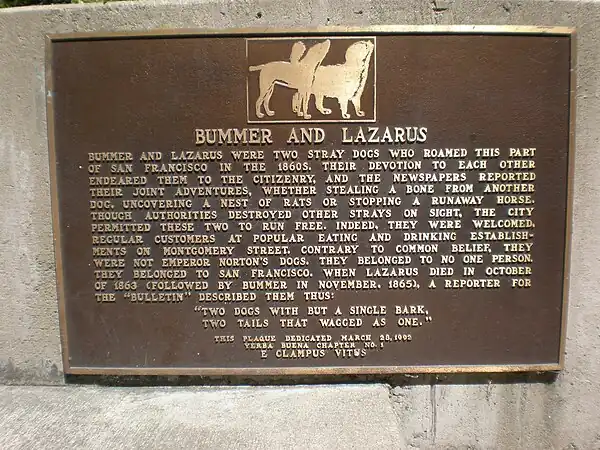 BUMMER AND LAZARUS
BUMMER AND LAZARUS WERE TWO STRAY DOGS WHO ROAMED THIS PART
OF SAN FRANCISCO IN THE 1860S. THEIR DEVOTION TO EACH OTHER
ENDEARED THEM TO THE CITIZENRY, AND THE NEWSPAPERS REPORTED
THEIR JOINT ADVENTURES, WHETHER STEALING A BONE FROM ANOTHER
DOG, UNCOVERING A NEST OF RATS OR STOPPING A RUNAWAY HORSE.
THOUGH AUTHORITIES DESTROYED OTHER STRAYS ON SIGHT, THE CITY
PERMITTED THESE TWO TO RUN FREE. INDEED, THEY WERE WELCOMED,
REGULAR CUSTOMERS AT POPULAR EATING AND DRINKING ESTABLISH-
MENTS ON MONTGOMERY STREET. CONTRARY TO COMMON BELIEF, THEY
WERE NOT EMPEROR NORTON'S DOGS. THEY BELONGED TO NO ONE PERSON.
THEY BELONGED TO SAN FRANCISCO. WHEN LAZARUS DIED IN OCTOBER
OF 1863 (FOLLOWED BY BUMMER IN NOVEMBER, 1865), A REPORTER FOR
THE "BULLETIN" DESCRIBED THEM THUS:
"TWO DOGS WITH BUT A SINGLE BARK,
TWO TAILS THAT WAGGED AS ONE."
THIS PLAQUE DEDICATED MARCH 28, 1992
YERBA BUENA CHAPTER NO. 1
E CLAMPUS VITUS